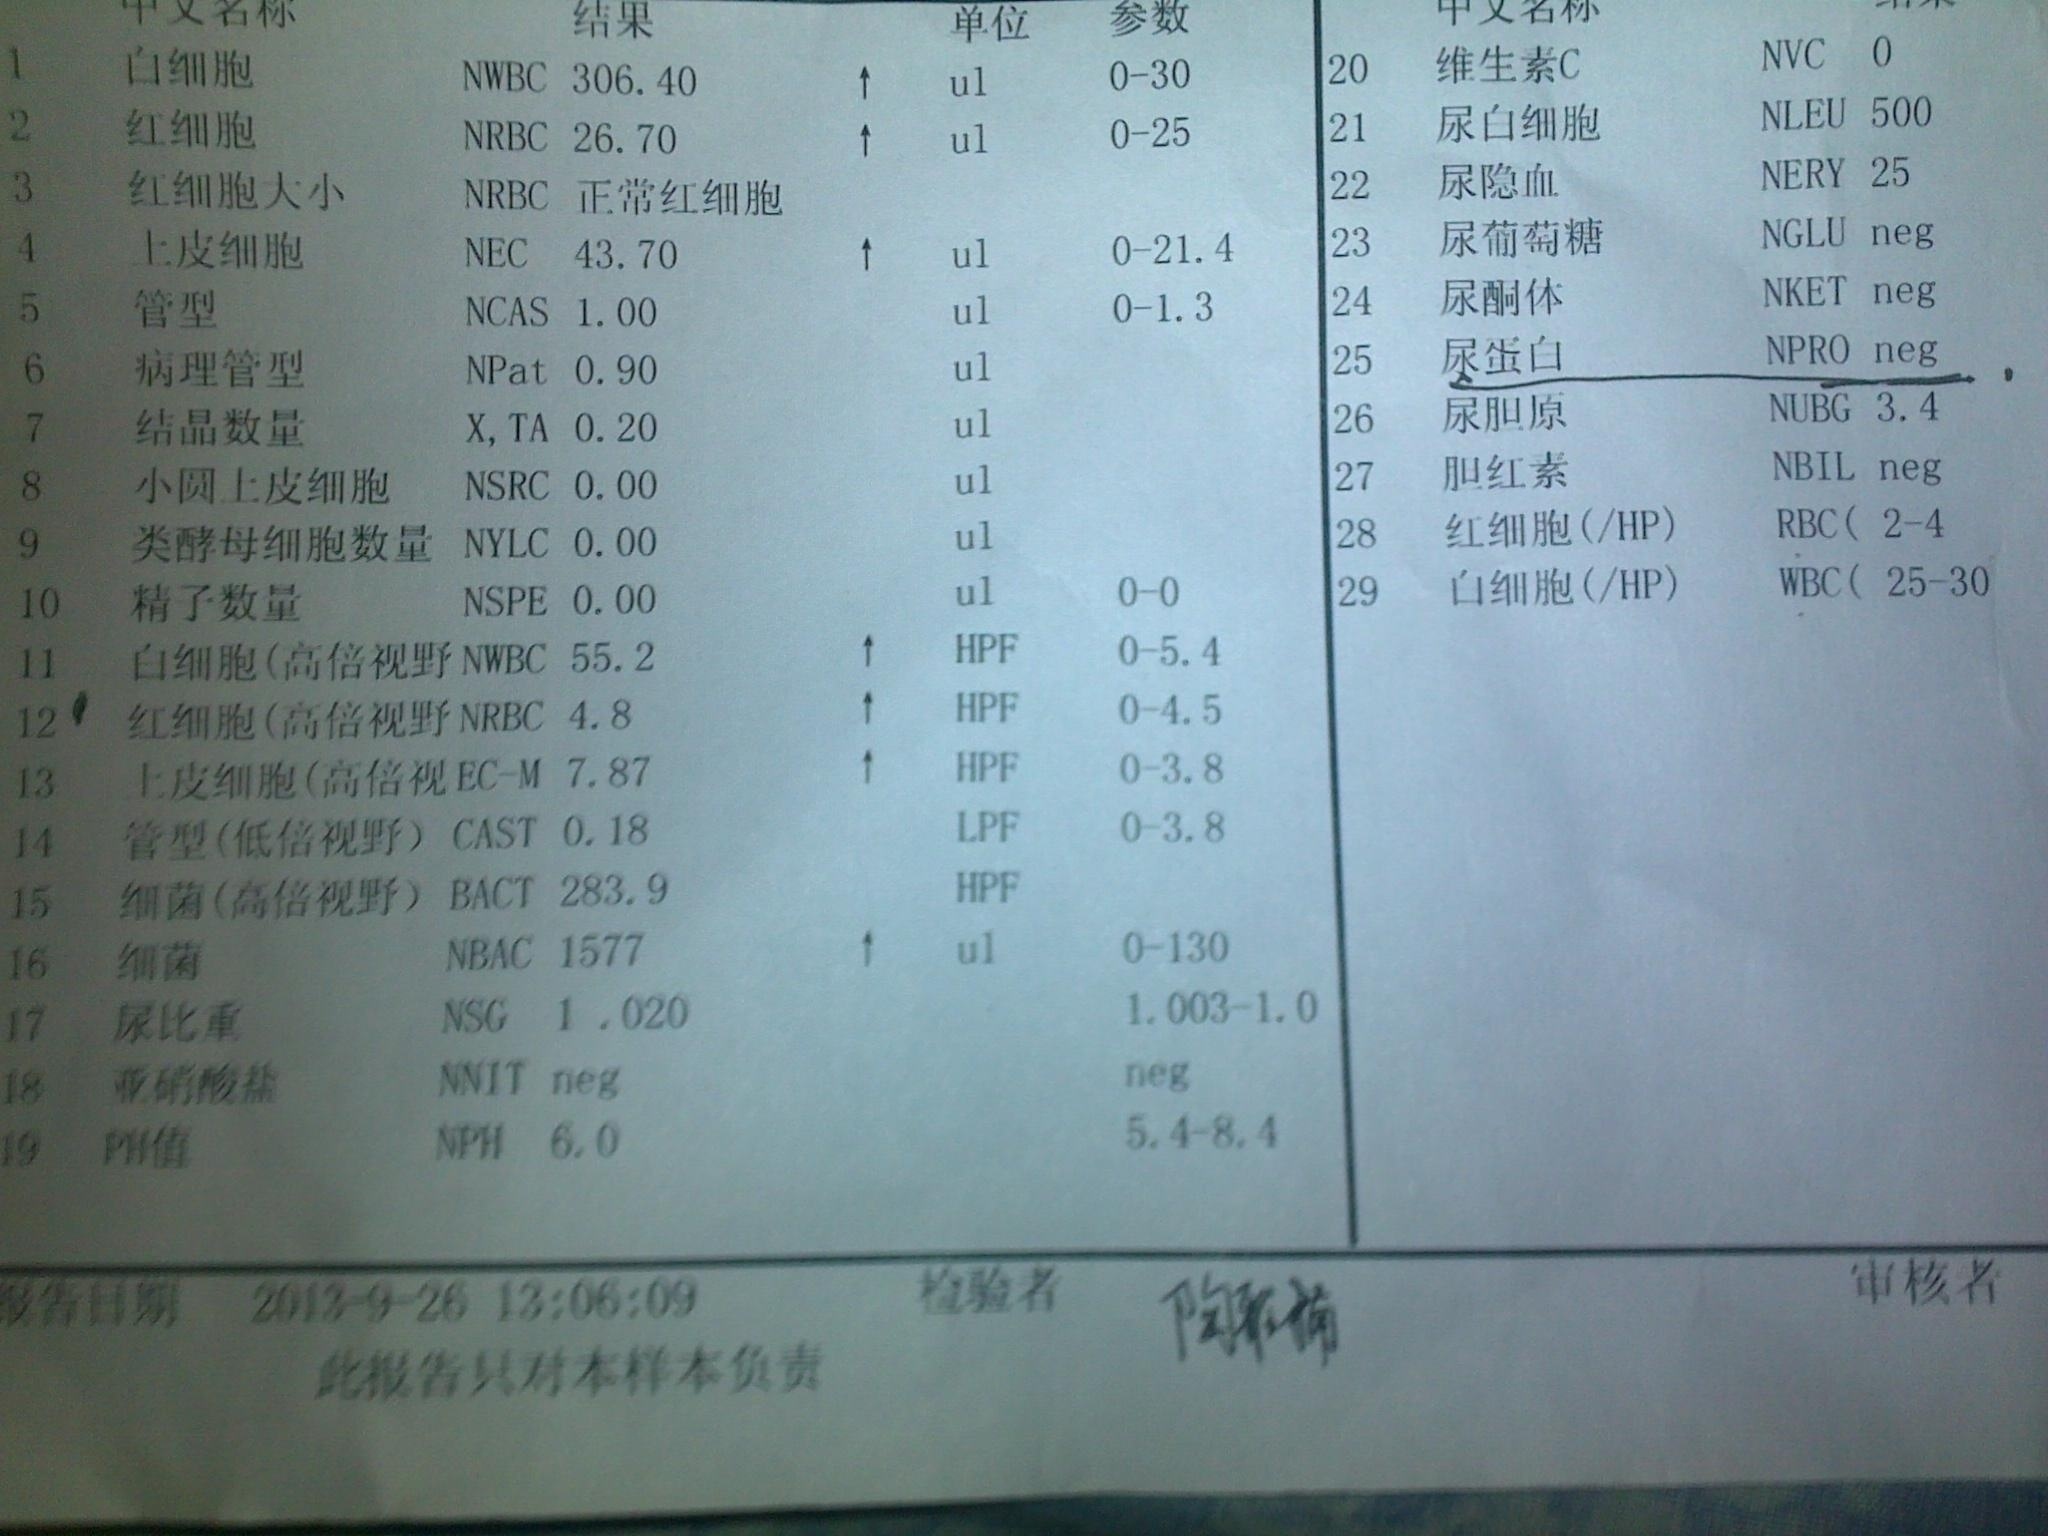 中文名称 结果 单位 参数
1 白细胞 NWBC 306.40 ↑ ul 0-30
2 红细胞 NRBC 26.70 ↑ ul 0-25
3 红细胞大小 NRBC 正常红细胞
4 上皮细胞 NEC 43.70 ↑ ul 0-21.4
5 管型 NCAS 1.00 ul 0-1.3
6 病理管型 NPat 0.90 ul
7 结晶数量 X,TA 0.20 ul
8 小圆上皮细胞 NSRC 0.00 ul
9 类酵母细胞数量 NYLC 0.00 ul
10 精子数量 NSPE 0.00 ul 0-0
11 白细胞(高倍视野 NWBC 55.2 ↑ HPF 0-5.4
12 红细胞(高倍视野 NRBC 4.8 ↑ HPF 0-4.5
13 上皮细胞(高倍视 EC-M 7.87 ↑ HPF 0-3.8
14 管型(低倍视野) CAST 0.18 LPF 0-3.8
15 细菌(高倍视野) BACT 283.9 HPF
16 细菌 NBAC 1577 ↑ ul 0-130
17 尿比重 NSG 1 .020 1.003-1.0
18 亚硝酸盐 NNIT neg neg
19 PH值 NPH 6.0 5.4-8.4
中文名称 结果
20 维生素C NVC 0
21 尿白细胞 NLEU 500
22 尿隐血 NERY 25
23 尿葡萄糖 NGLU neg
24 尿酮体 NKET neg
25 尿蛋白 NPRO neg
26 尿胆原 NUBG 3.4
27 胆红素 NBIL neg
28 红细胞(/HP) RBC( 2-4
29 白细胞(/HP) WBC( 25-30
报告日期 2013-9-26 13:06:09 检验者 审核者
此报告只对本样本负责